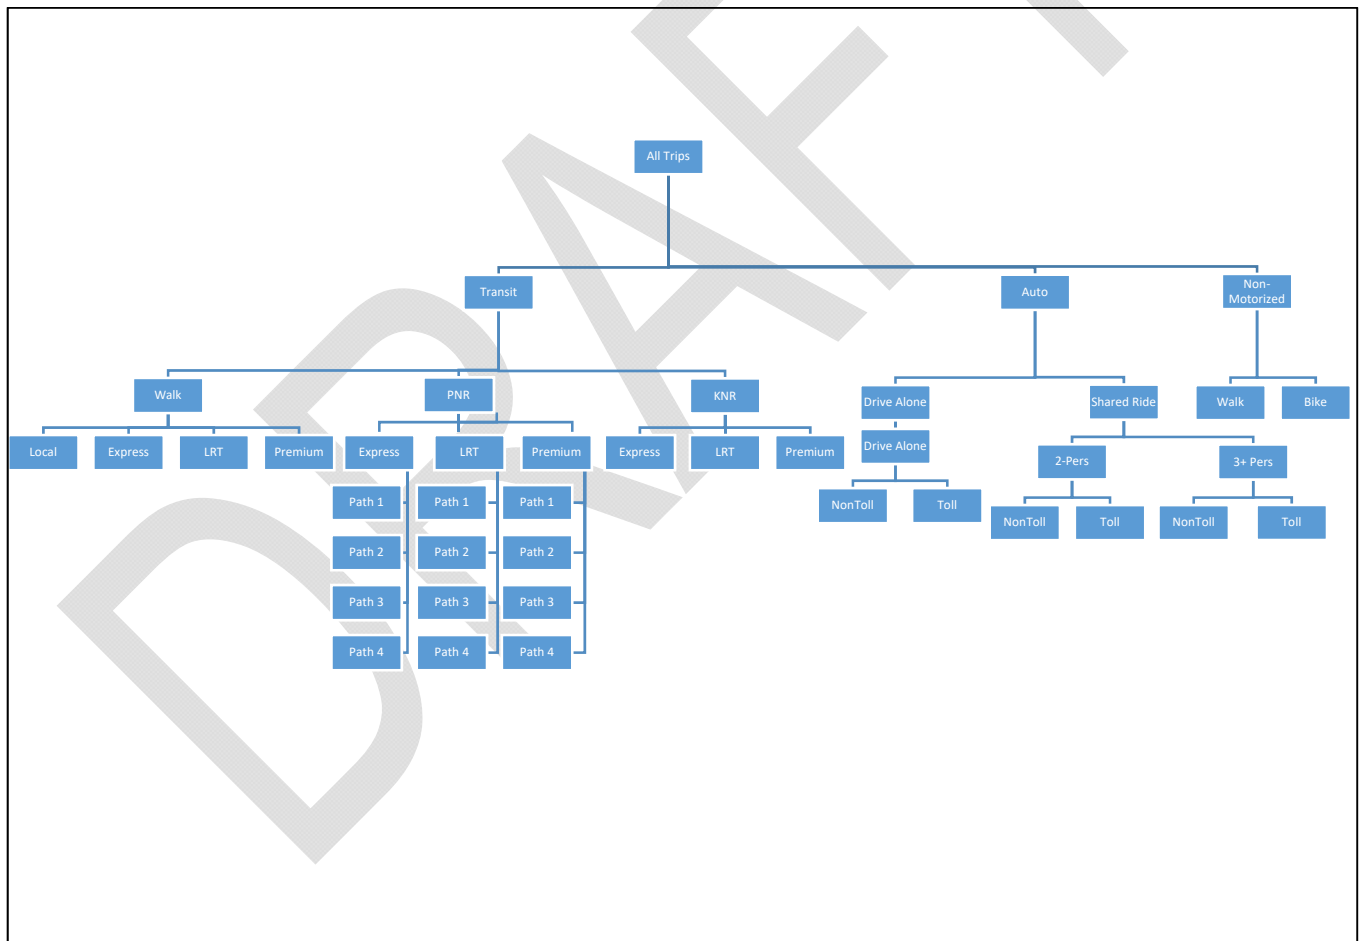 DRAFT
All Trips
Transit
Auto
Non-
Motorized
Walk
PNR
KNR
Drive Alone
Shared Ride
Walk
Bike
Local
Express
LRT
Premium
Express
LRT
Premium
Express
LRT
Premium
Drive Alone
2-Pers
3+ Pers
Path 1
Path 1
Path 1
NonToll
Toll
NonToll
Toll
NonToll
Toll
Path 2
Path 2
Path 2
Path 3
Path 3
Path 3
Path 4
Path 4
Path 4